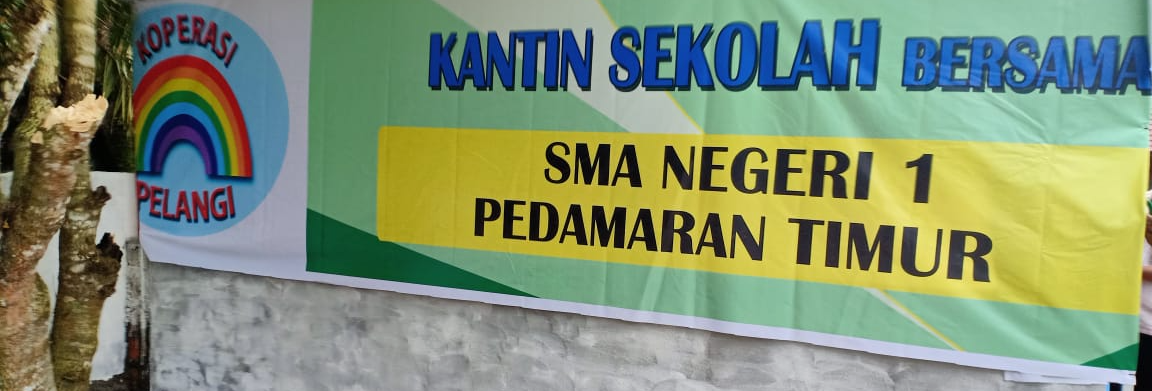 KOPERASI
PELANGI
KANTIN SEKOLAH BERSAMA
SMA NEGERI 1
PEDAMARAN TIMUR